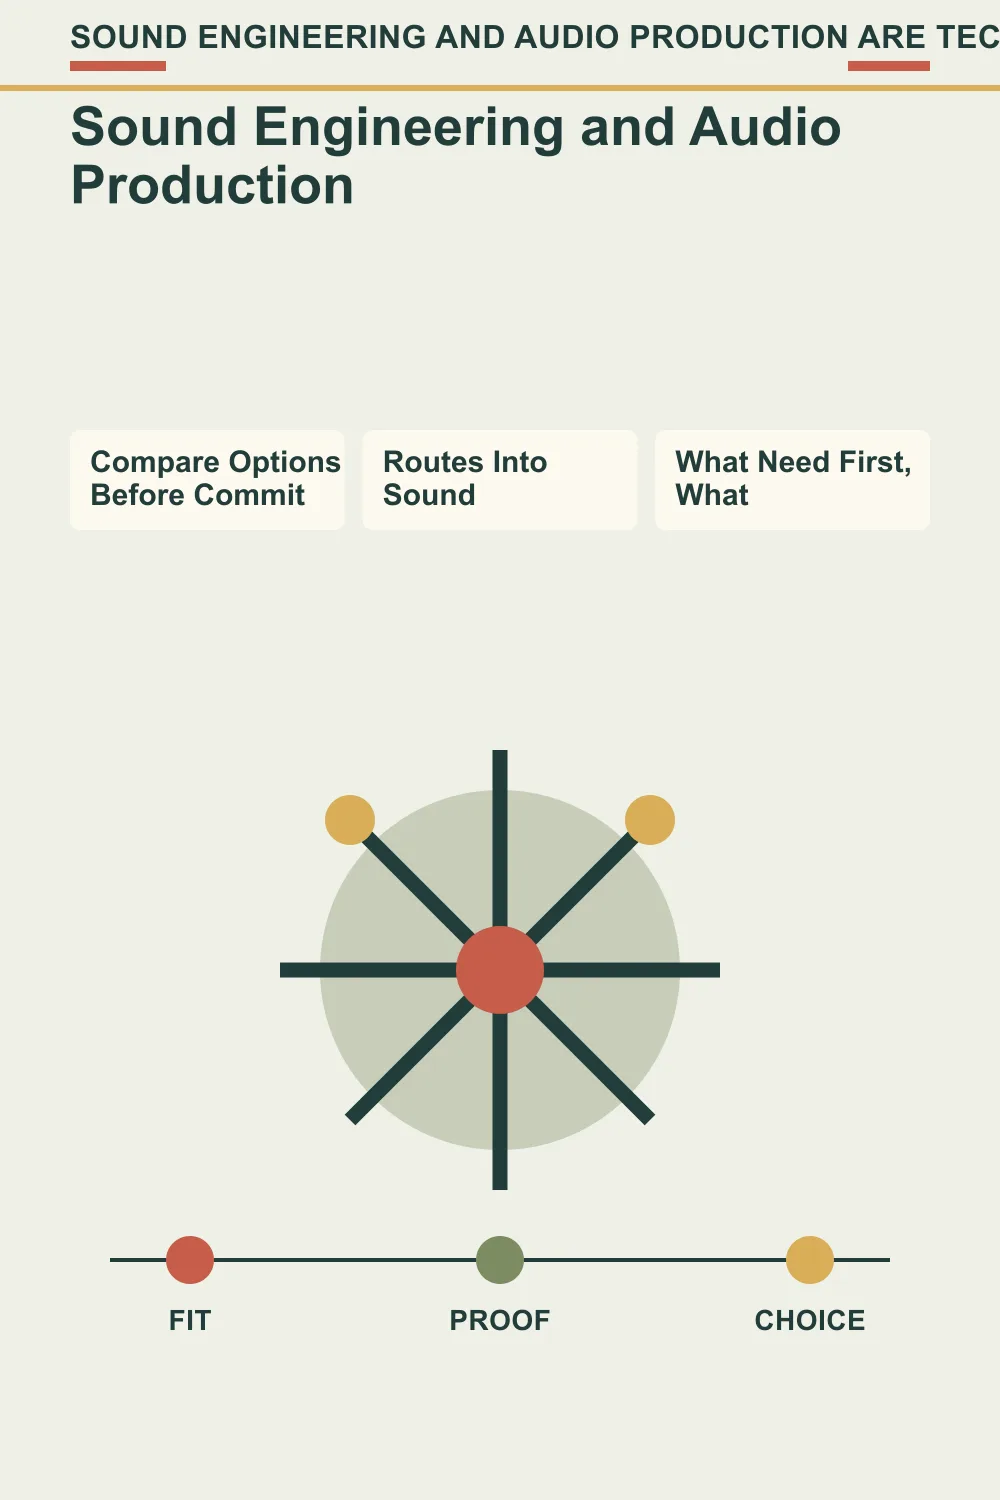 SOUND ENGINEERING AND AUDIO PRODUCTION ARE TEC
Sound Engineering and Audio
Production
Compare Options
Before Commit
Routes Into
Sound
What Need First,
What
FIT
PROOF
CHOICE